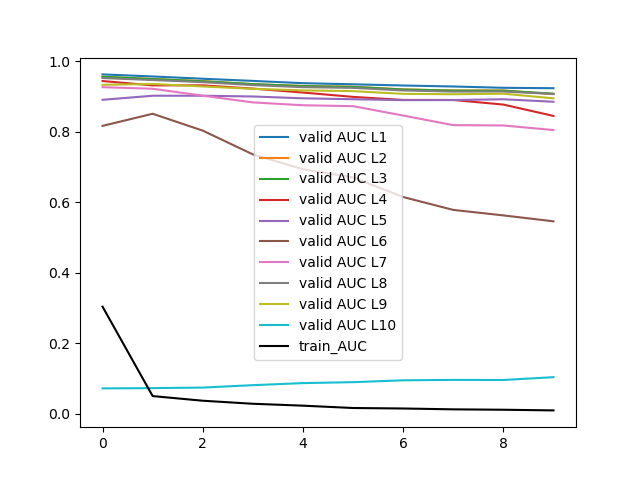 1.0
0.8
0.6
0.4
0.2
0.0
valid AUC L1
valid AUC L2
valid AUC L3
valid AUC L4
valid AUC L5
valid AUC L6
valid AUC L7
valid AUC L8
valid AUC L9
valid AUC L10
train_AUC
0 2 4 6 8